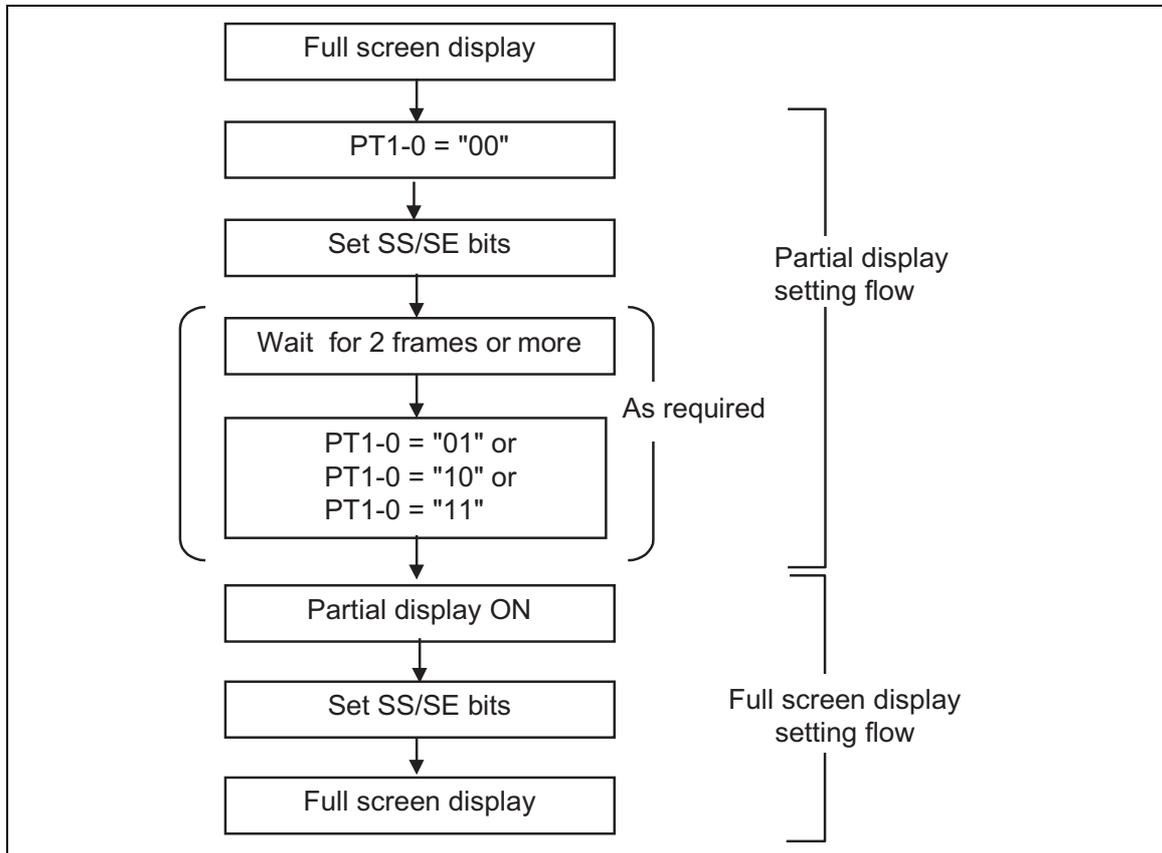 Full screen display
PT1-0 = "00"
Set SS/SE bits
Partial display
setting flow
Wait for 2 frames or more
As required
PT1-0 = "01" or
PT1-0 = "10" or
PT1-0 = "11"
Partial display ON
Set SS/SE bits
Full screen display
setting flow
Full screen display